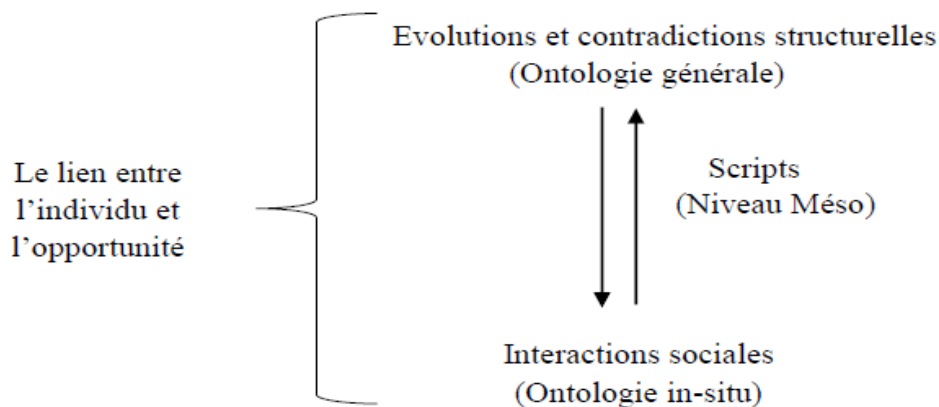 Evolutions et contradictions structurelles
(Ontologie générale)
Le lien entre
l’individu et
l’opportunité
Scripts
(Niveau Méso)
Interactions sociales
(Ontologie in-situ)